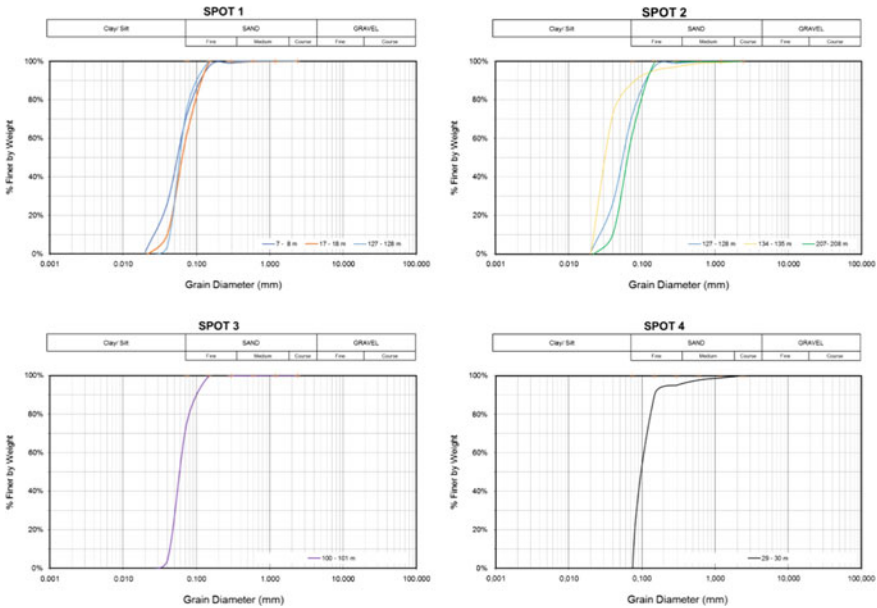 SPOT 1
Clay/ Silt SAND GRAVEL
Fine Medium Course Fine Course
100%
80%
60%
40%
20%
0%
% Finer by Weight
7 - 8 m 17 - 18 m 127 - 128 m
0.001 0.010 0.100 1.000 10.000 100.000
Grain Diameter (mm)
SPOT 2
Clay/ Silt SAND GRAVEL
Fine Medium Course Fine Course
100%
80%
60%
40%
20%
0%
% Finer by Weight
127 - 128 m 134 - 135 m 207- 208 m
0.001 0.010 0.100 1.000 10.000 100.000
Grain Diameter (mm)
SPOT 3
Clay/ Silt SAND GRAVEL
Fine Medium Course Fine Course
100%
80%
60%
40%
20%
0%
% Finer by Weight
100 - 101 m
0.001 0.010 0.100 1.000 10.000 100.000
Grain Diameter (mm)
SPOT 4
Clay/ Silt SAND GRAVEL
Fine Medium Course Fine Course
100%
80%
60%
40%
20%
0%
% Finer by Weight
29 - 30 m
0,001 0,010 0,100 1,000 10,000 100,000
Grain Diameter (mm)